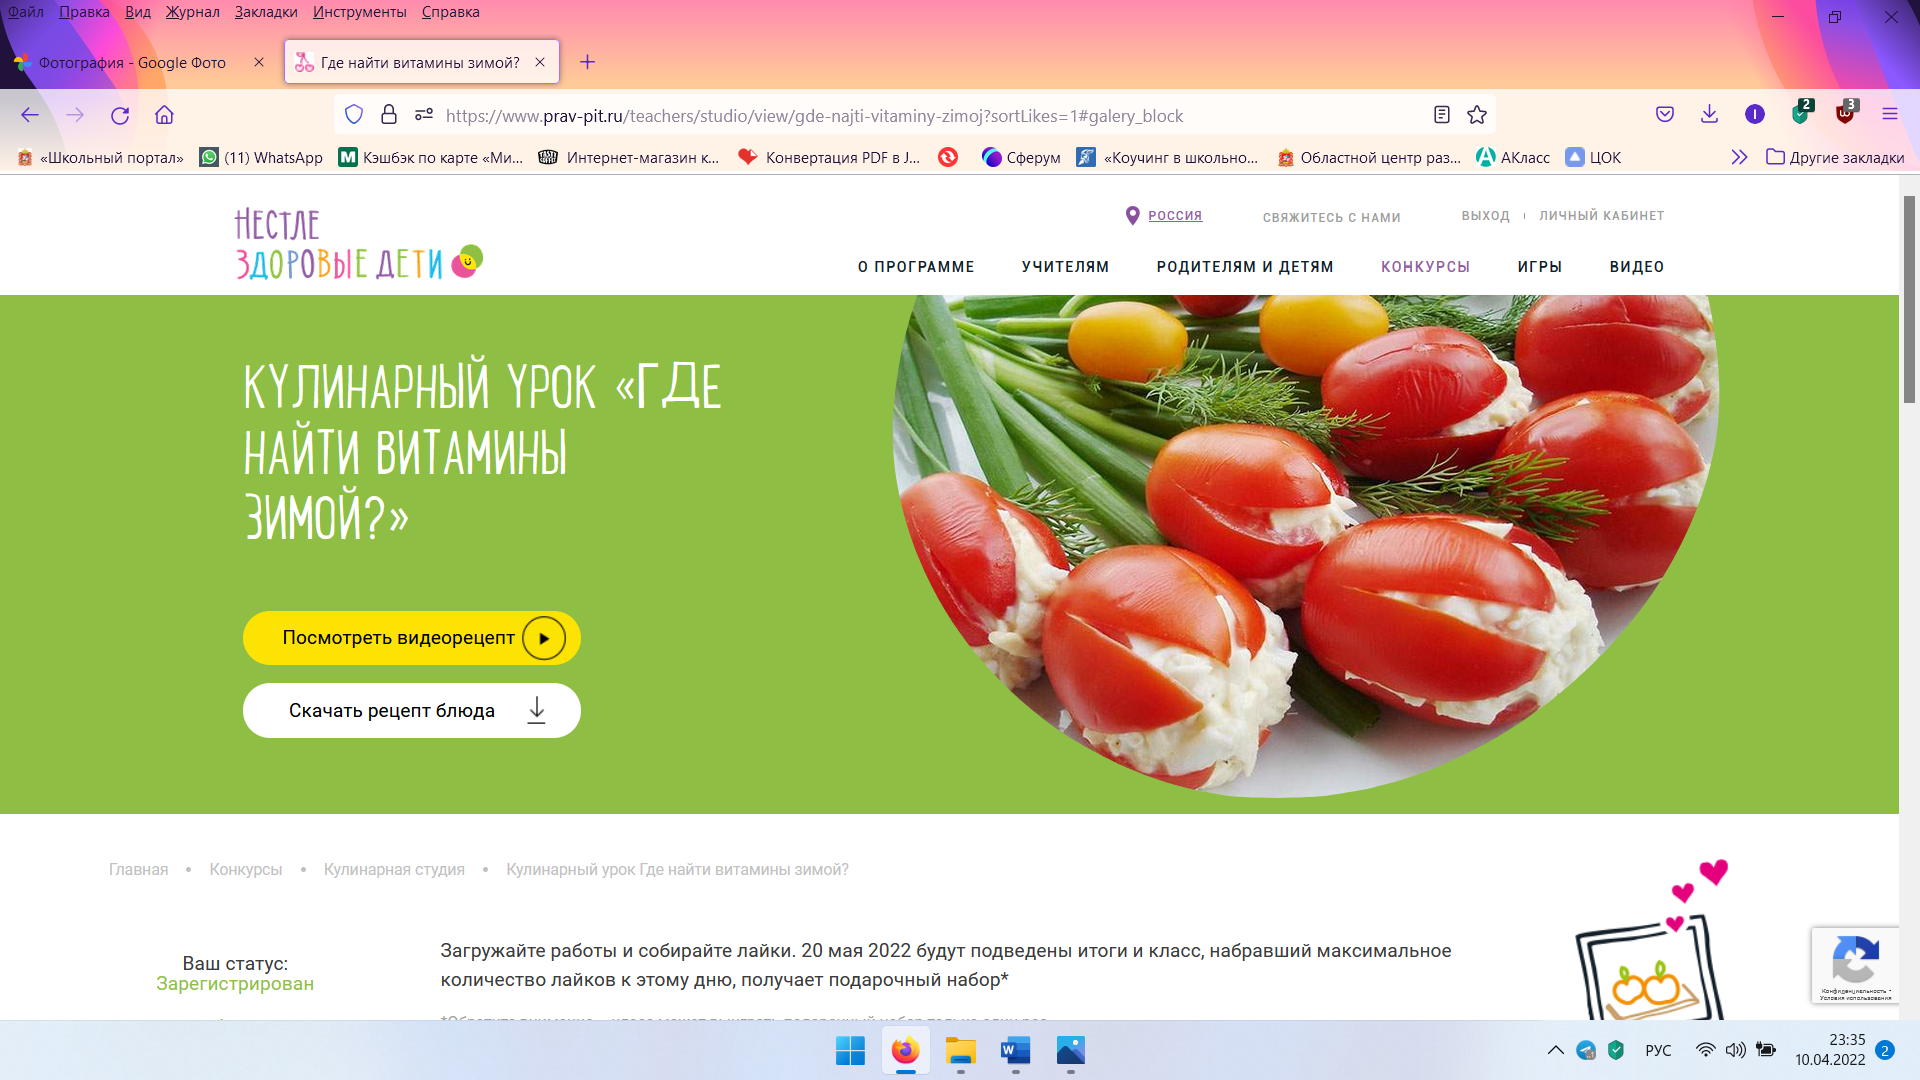 Файл Правка Вид Журнал Закладки Инструменты Справка
Фотография - Google Фото
Где найти витамины зимой?
https://www.prav-pit.ru/teachers/studio/view/gde-najti-vitaminy-zimoj?sortLikes=1#galery_block
2
3
«Школьный портал» (11) WhatsApp Кэшбэк по карте «Ми... Интернет-магазин к... Конвертация PDF в J... Сферум «Коучинг в школьно... Областной центр раз... АКласс ЦОК Другие закладки
НЕСТЛЕ
ЗДОРОВЫЕ ДЕТИ
РОССИЯ СВЯЖИТЕСЬ С НАМИ ВЫХОД ЛИЧНЫЙ КАБИНЕТ
О ПРОГРАММЕ УЧИТЕЛЯМ РОДИТЕЛЯМ И ДЕТЯМ КОНКУРСЫ ИГРЫ ВИДЕО
КУЛИНАРНЫЙ УРОК «ГДЕ
НАЙТИ ВИТАМИНЫ
ЗИМОЙ?»
Посмотреть видеорецепт
Скачать рецепт блюда
Главная • Конкурсы • Кулинарная студия • Кулинарный урок Где найти витамины зимой?
Ваш статус:
Зарегистрирован
Загружайте работы и собирайте лайки. 20 мая 2022 будут подведены итоги и класс, набравший максимальное
количество лайков к этому дню, получает подарочный набор*
Конфиденциальность -
Условия использования
РУС
23:35
10.04.2022
2